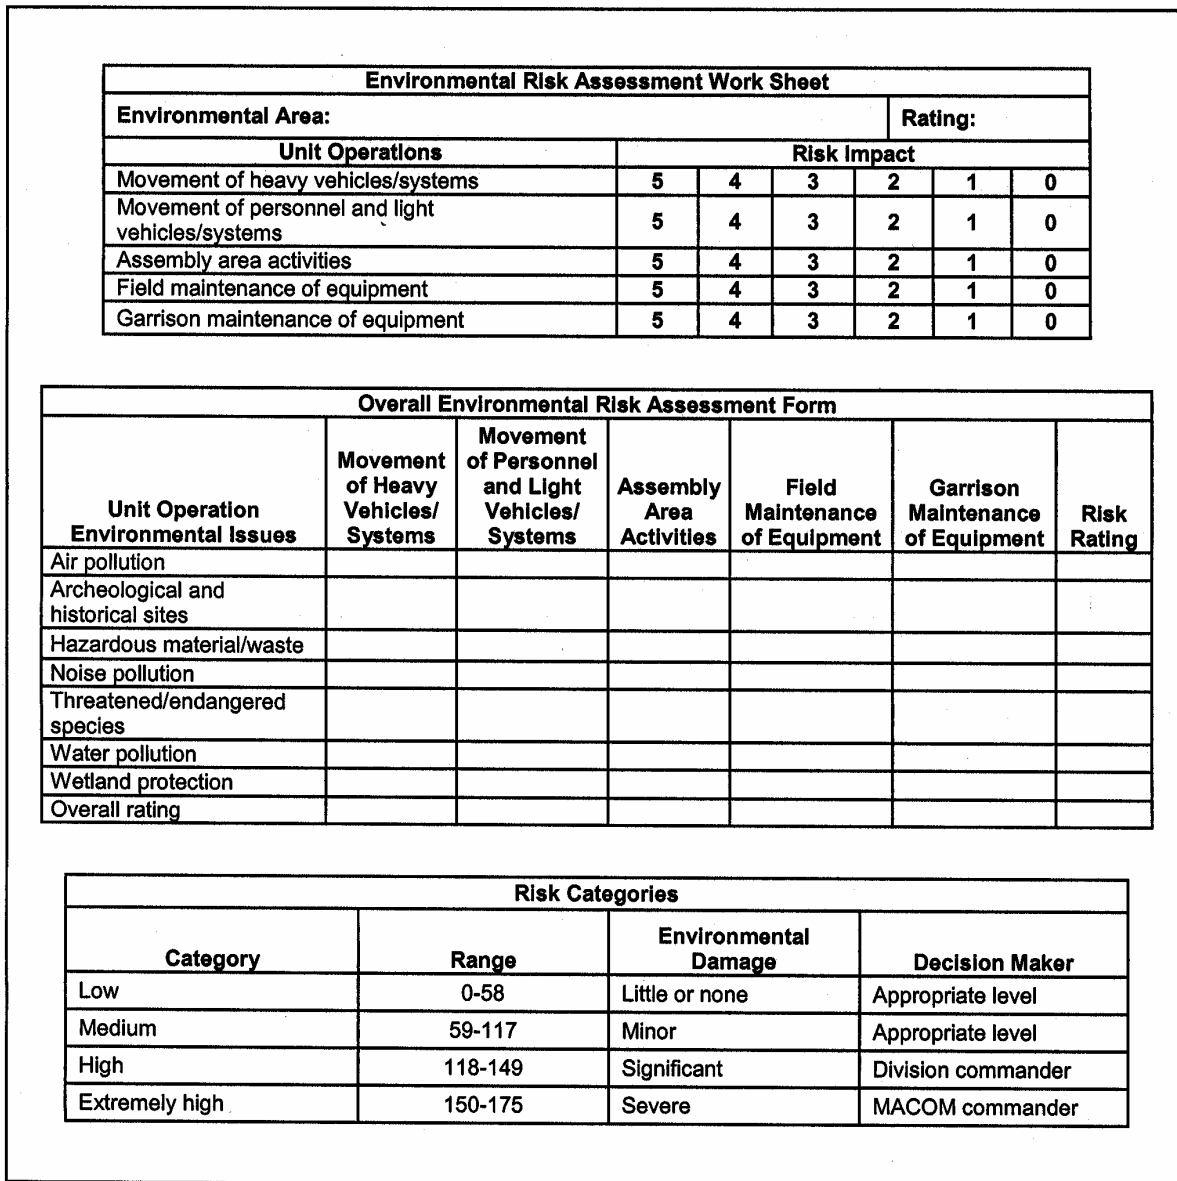 Environmental Risk Assessment Work Sheet
Environmental Area: Rating:
Unit Operations Risk Impact
Movement of heavy vehicles/systems 5 4 3 2 1 0
Movement of personnel and light
vehicles/systems 5 4 3 2 1 0
Assembly area activities 5 4 3 2 1 0
Field maintenance of equipment 5 4 3 2 1 0
Garrison maintenance of equipment 5 4 3 2 1 0
Overall Environmental Risk Assessment Form
Unit Operation
Environmental Issues
Movement
of Heavy
Vehicles/
Systems
Movement
of Personnel
and Light
Vehicles/
Systems
Assembly
Area
Activities
Field
Maintenance
of Equipment
Garrison
Maintenance
of Equipment
Risk
Rating
Air pollution
Archeological and
historical sites
Hazardous material/waste
Noise pollution
Threatened/endangered
species
Water pollution
Wetland protection
Overall rating
Risk Categories
Category Range Environmental
Damage Decision Maker
Low 0-58 Little or none Appropriate level
Medium 59-117 Minor Appropriate level
High 118-149 Significant Division commander
Extremely high 150-175 Severe MACOM commander